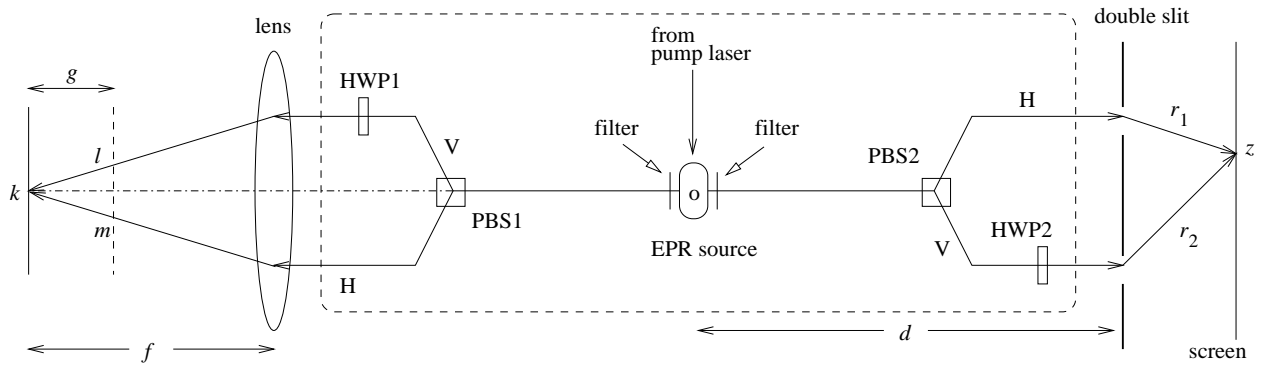 lens
from
pump laser
double slit
g
HWP1
H
r1
filter
filter
l
V
PBS2
z
k
o
m
PBS1
EPR source
HWP2
V
r2
H
d
f
screen